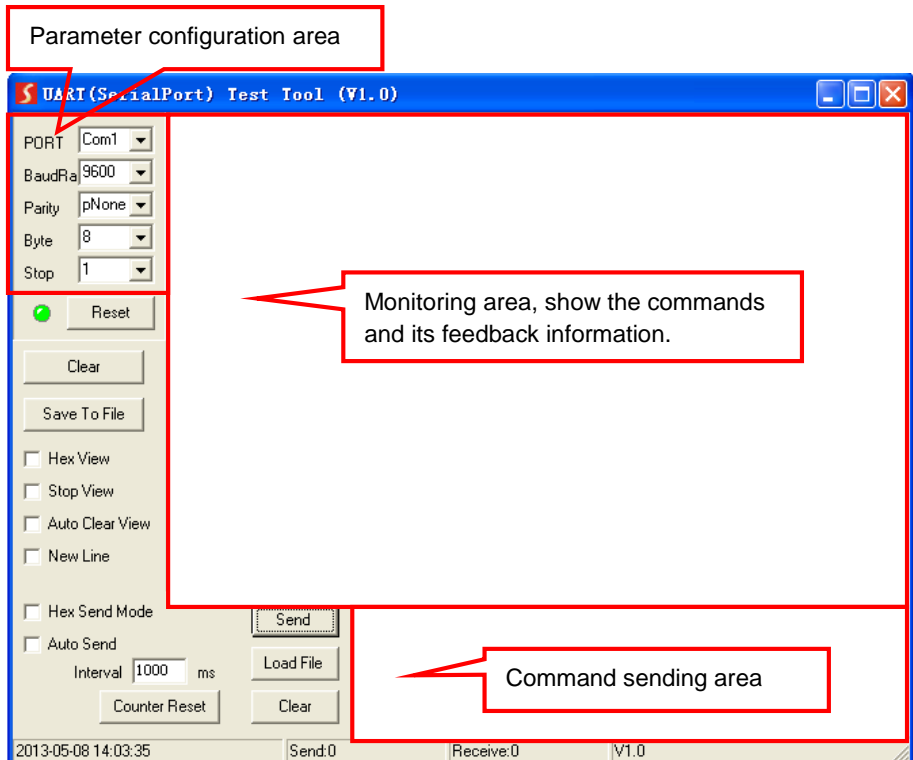 Parameter configuration area
UART(SerialPort) Test Tool (V1.0)
PORT Com1
BaudRa 9600
Parity pNone
Byte 8
Stop 1
Reset
Monitoring area, show the commands
and its feedback information.
Clear
Save To File
Hex View
Stop View
Auto Clear View
New Line
Hex Send Mode
Send
Auto Send
Interval 1000 ms
Load File
Counter Reset
Clear
Command sending area
2013-05-08 14:03:35 Send:0 Receive:0 V1.0